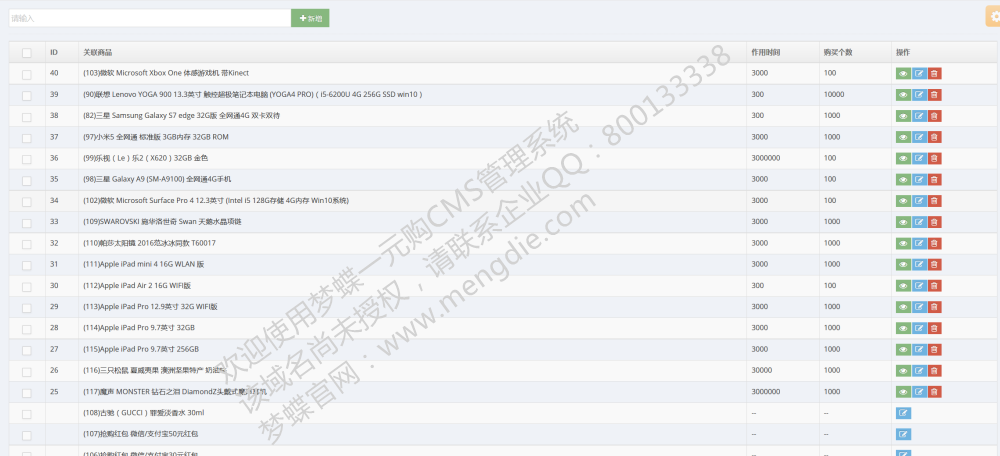 请输入
新增
ID 关联商品 作用时间 购买个数 操作
40 (103)微软 Microsoft Xbox One 体感游戏机 带Kinect 3000 100
39 (90)联想 Lenovo YOGA 900 13.3英寸 触控超极笔记本电脑 (YOGA4 PRO)（ i5-6200U 4G 256G SSD win10 ） 300 10000
38 (82)三星 Samsung Galaxy S7 edge 32G版 全网通4G 双卡双待 300 100
37 (97)小米5 全网通 标准版 3GB内存 32GB ROM 3000 100
36 (99)乐视（ Le ）乐2（ X620 ）32GB 金色 3000000 100
35 (98)三星 Galaxy A9 (SM-A9100) 全网通4G手机 3000 100
34 (102)微软 Microsoft Surface Pro 4 12.3英寸 (Intel i5 128G存储 4G内存 Win10系统) 3000 100
33 (109)SWAROVSKI 施华洛世奇 Swan 天鹅水晶项链 3000 1000
32 (110)帕莎太阳镜 2016范冰冰同款 T60017 3000 1000
31 (111)Apple iPad mini 4 16G WLAN 版 3000 1000
30 (112)Apple iPad Air 2 16G WIFI版 300 1000
29 (113)Apple iPad Pro 12.9英寸 32G WIFI版 3000 1000
28 (114)Apple iPad Pro 9.7英寸 32GB 3000 1000
27 (115)Apple iPad Pro 9.7英寸 256GB 3000 1000
26 (116)三只松鼠 夏威夷果 澳洲坚果特产 奶油味 30000 1000
25 (117)魔声 MONSTER 钻石之泪 DiamondZ头戴式 3000000 1000
(108)古驰（ GUCCI ）罪爱淡香水 30ml -- --
(107)抢购红包 微信/支付宝50元红包 -- --
(106)抢购红包 微信/支付宝30元红包
欢迎使用梦蝶一元购CMS管理系统
该域名尚未授权，请联系企业QQ：800133338
梦蝶官网：www.mengdie.com